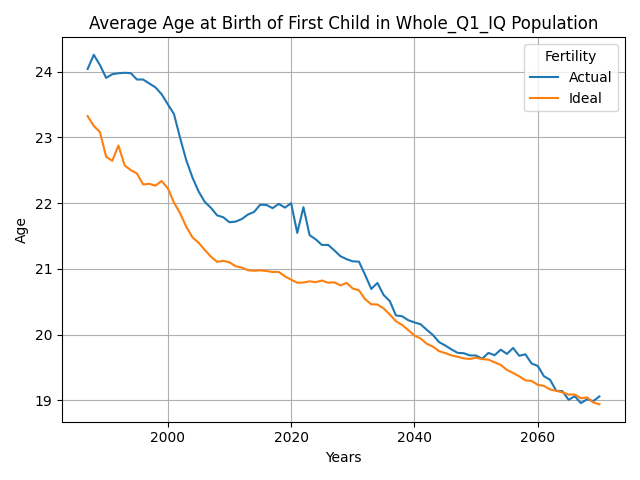 Average Age at Birth of First Child in Whole_Q1_IQ Population
Fertility
Actual
Ideal
Age
24
23
22
21
20
19
2000
2020
2040
2060
Years